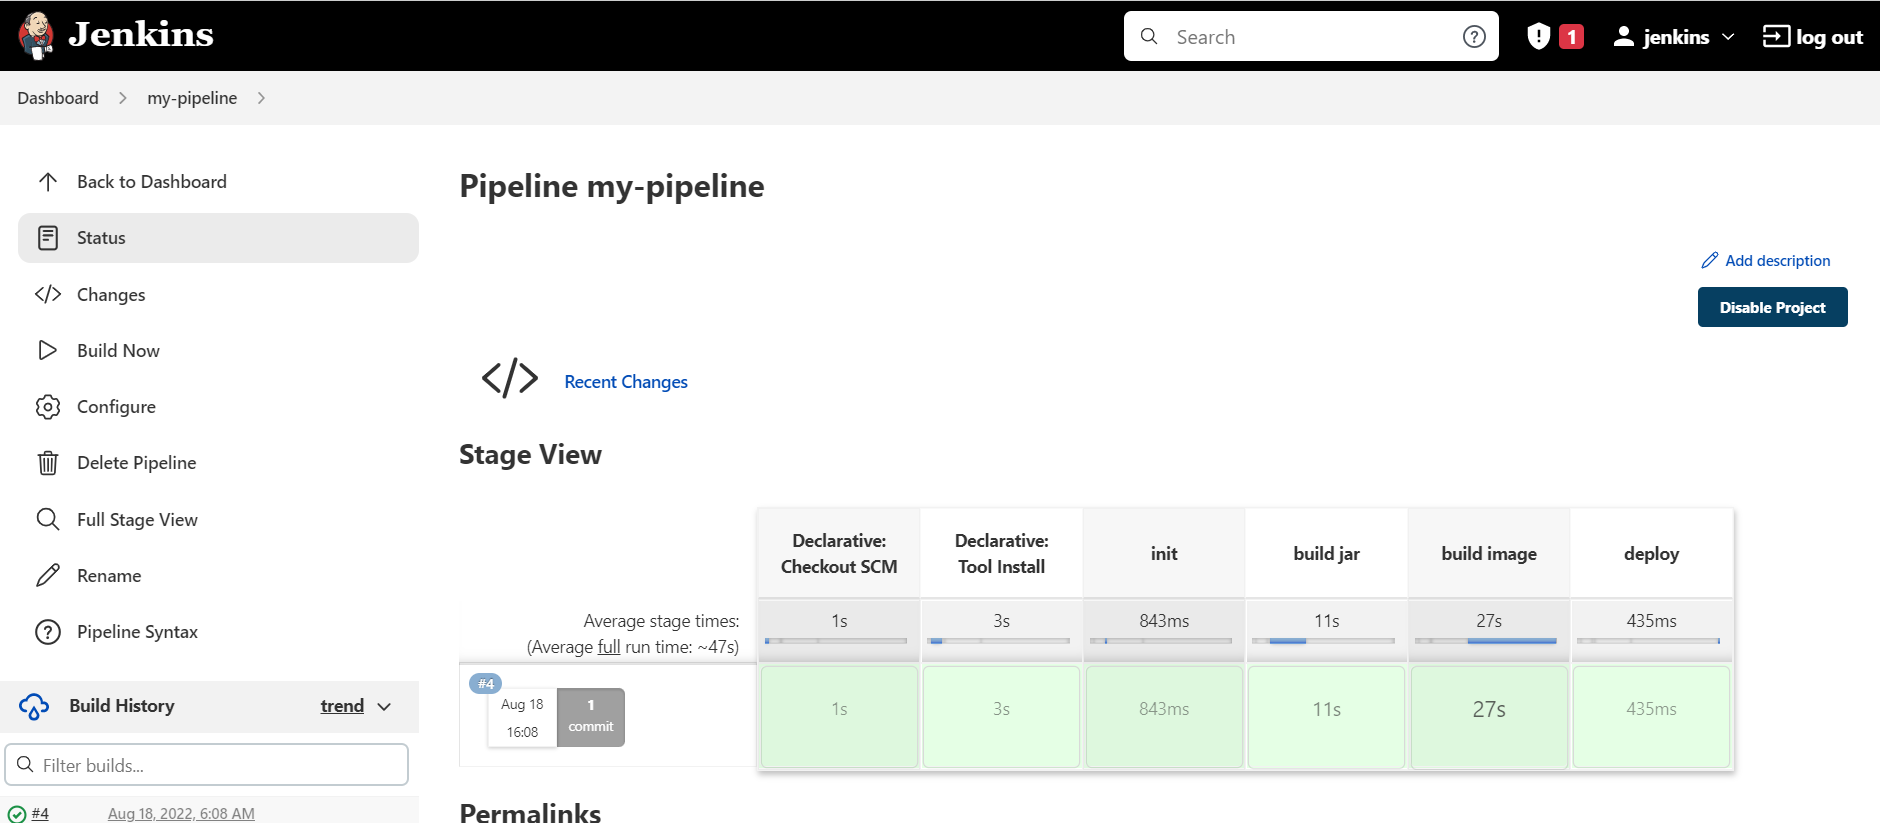 Jenkins
Search
1
jenkins
log out
Dashboard
my-pipeline
Back to Dashboard
Status
Changes
Build Now
Configure
Delete Pipeline
Full Stage View
Rename
Pipeline Syntax
Build History
trend
Filter builds...
#4
Aug 18, 2022, 6:08 AM
Pipeline my-pipeline
Add description
Disable Project
Recent Changes
Stage View
Declarative:
Checkout SCM
Declarative:
Tool Install
init
build jar
build image
deploy
Average stage times:
(Average full run time: ~47s)
1s
3s
843ms
11s
27s
435ms
#4
Aug 18
16:08
1
commit
1s
3s
843ms
11s
27s
435ms
Permalinks